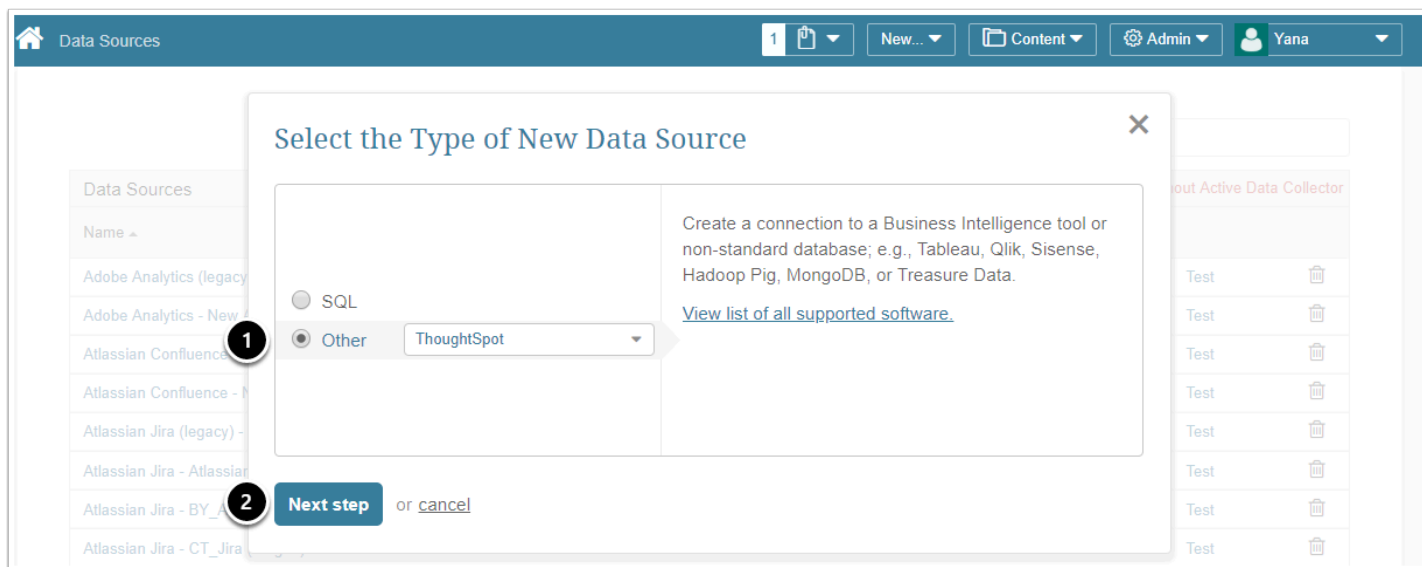 Data Sources
1
New...
Content
Admin
Yana
Select the Type of New Data Source
Data Sources
out Active Data Collector
Name
Create a connection to a Business Intelligence tool or
non-standard database; e.g., Tableau, Qlik, Sisense,
Hadoop Pig, MongoDB, or Treasure Data.
View list of all supported software.
Adobe Analytics (legacy
Test
SQL
Adobe Analytics - New
Test
1
Other
ThoughtSpot
Atlassian Confluence
Test
Atlassian Confluence -
Test
Atlassian Jira (legacy) -
Test
Atlassian Jira - Atlassian
Test
2
Next step
or cancel
Atlassian Jira - BY_
Test
Atlassian Jira - CT_Jira
Test